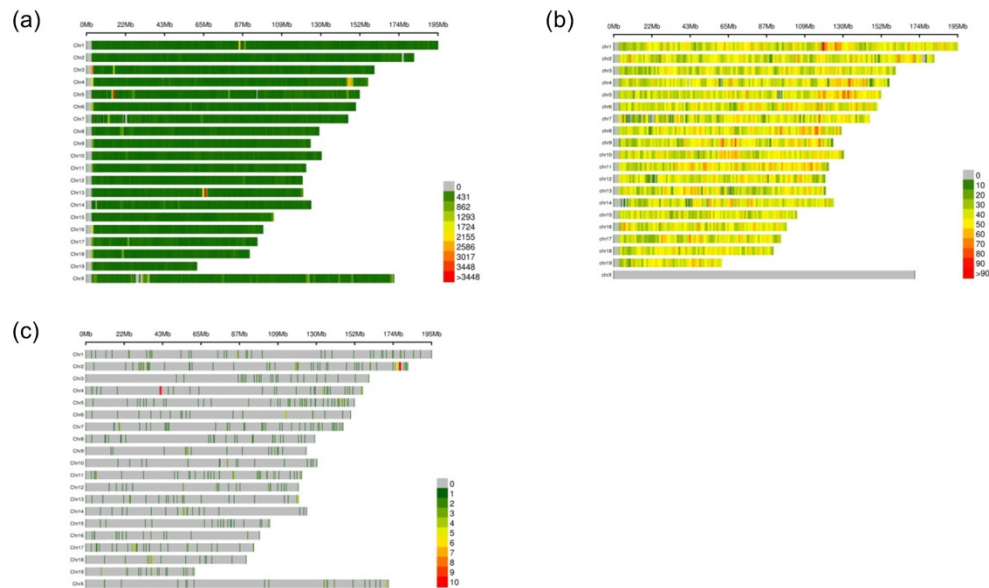 (a)
0Mb 22Mb 43Mb 65Mb 87Mb 109Mb 130Mb 152Mb 174Mb 195Mb
Chr1
Chr2
Chr3
Chr4
Chr5
Chr6
Chr7
Chr8
Chr9
Chr10
Chr11
Chr12
Chr13
Chr14
Chr15
Chr16
Chr17
Chr18
Chr19
ChrX
0
431
862
1293
1724
2155
2586
3017
3448
>3448
(b)
0Mb 22Mb 43Mb 65Mb 87Mb 109Mb 130Mb 152Mb 174Mb 195Mb
chr1
chr2
chr3
chr4
chr5
chr6
chr7
chr8
chr9
chr10
chr11
chr12
chr13
chr14
chr15
chr16
chr17
chr18
chr19
chrX
0
10
20
30
40
50
60
70
80
90
>90
(c)
0Mb 22Mb 43Mb 65Mb 87Mb 109Mb 130Mb 152Mb 174Mb 195Mb
Chr1
Chr2
Chr3
Chr4
Chr5
Chr6
Chr7
Chr8
Chr9
Chr10
Chr11
Chr12
Chr13
Chr14
Chr15
Chr16
Chr17
Chr18
Chr19
ChrX
0
1
2
3
4
5
6
7
8
9
10